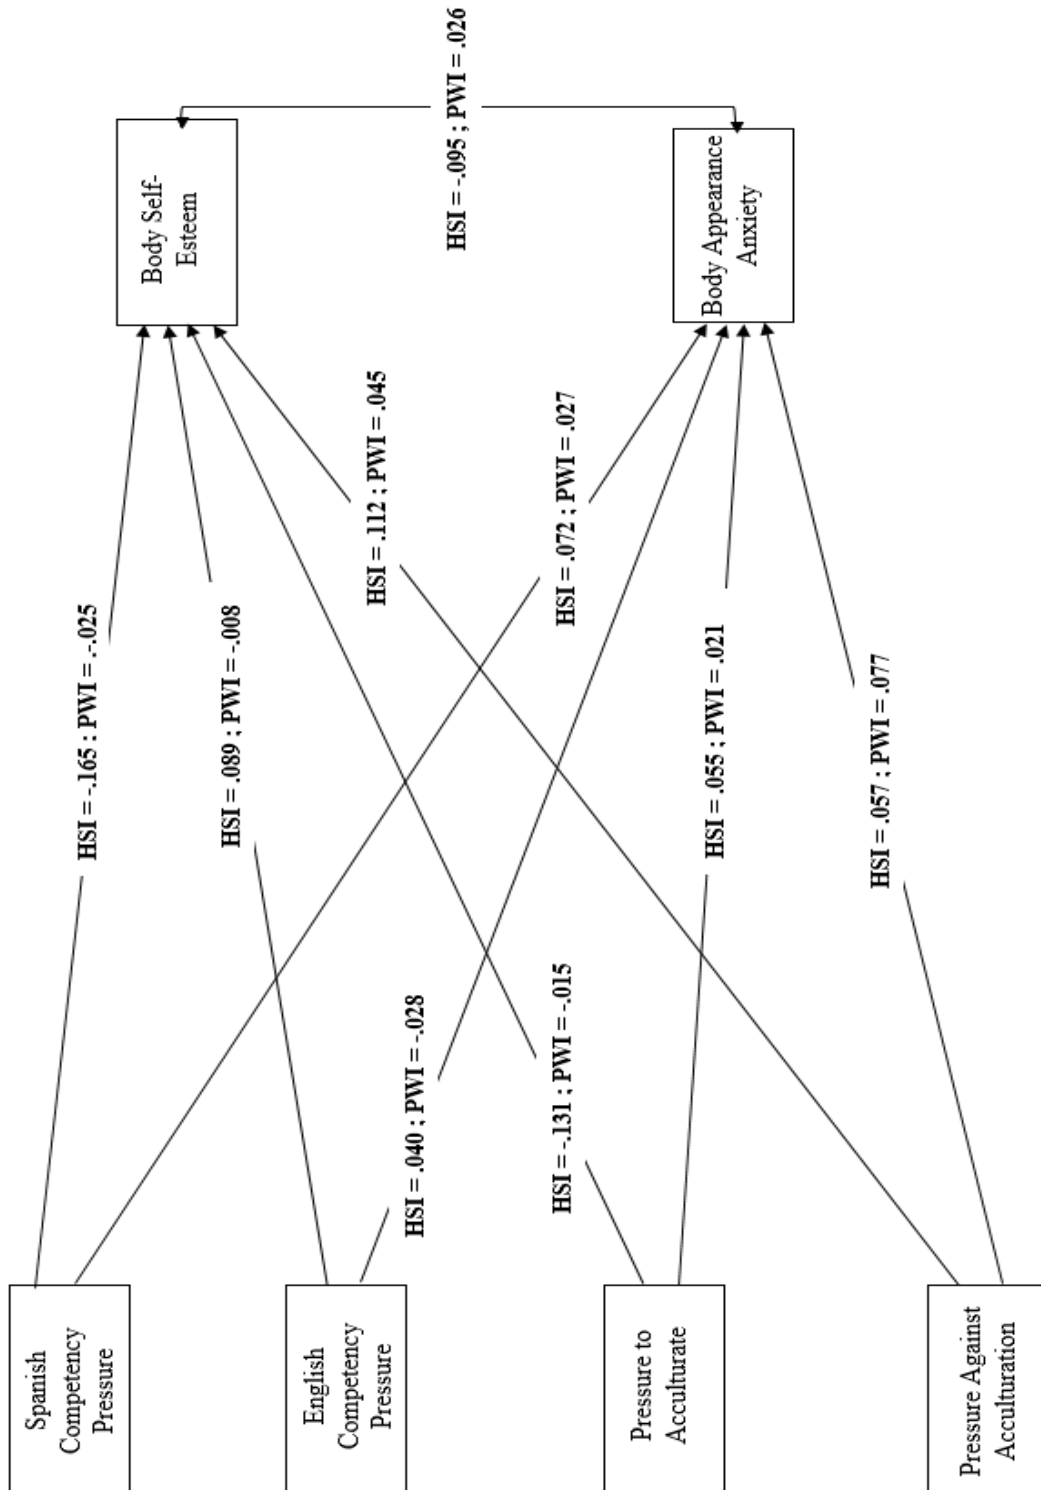 Spanish
Competency
Pressure
English
Competency
Pressure
Pressure to
Acculturate
Pressure Against
Acculturation
HSI = -.165 ; PWI = .-.025
HSI = .089 ; PWI = -.008
HSI = .112 ; PWI = .045
HSI = .040 ; PWI = -.028
HSI = .072 ; PWI = .027
HSI = -.131 ; PWI = -.015
HSI = .055 ; PWI = .021
HSI = .057 ; PWI = .077
Body Self-
Esteem
Body Appearance
Anxiety
HSI = -.095 ; PWI = .026